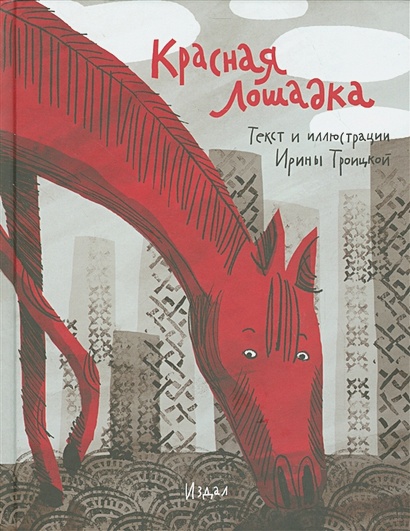 Красная
Лошадка
Текст и иллюстрации
Ирины Троицкой
Издал